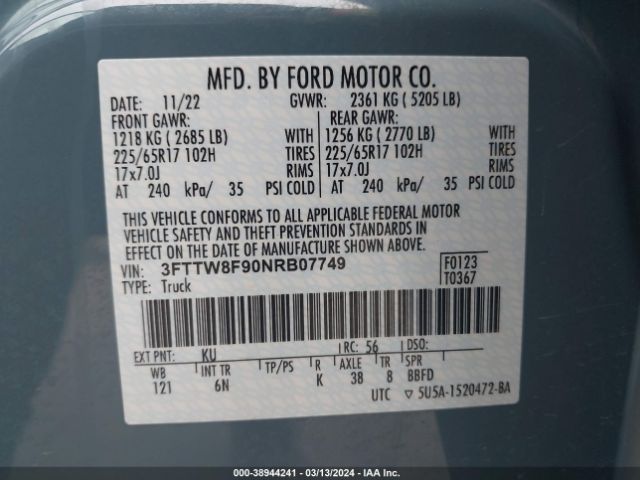 MFD. BY FORD MOTOR CO.
DATE: 11/22 GVWR: 2361 KG ( 5205 LB)
FRONT GAWR: REAR GAWR:
1218 KG ( 2685 LB) WITH 1256 KG ( 2770 LB) WITH
225/65R17 102H TIRES 225/65R17 102H TIRES
17x7.0J RIMS 17x7.0J RIMS
AT 240 kPa/ 35 PSI COLD AT 240 kPa/ 35 PSI COLD
THIS VEHICLE CONFORMS TO ALL APPLICABLE FEDERAL MOTOR
VEHICLE SAFETY AND THEFT PREVENTION STANDARDS IN
EFFECT ON THE DATE OF MANUFACTURE SHOWN ABOVE.
VIN: 3FTTW8F90NRB07749 F0123
TYPE: Truck T0367
EXT PNT: KU RC: 56 DSO:
WB INT TR TP/PS R AXLE TR SPR
121 6N K 38 8 BBFD
UTC ▽ 5U5A-1520472-BA
000-38944241 - 03/13/2024 - IAA Inc.